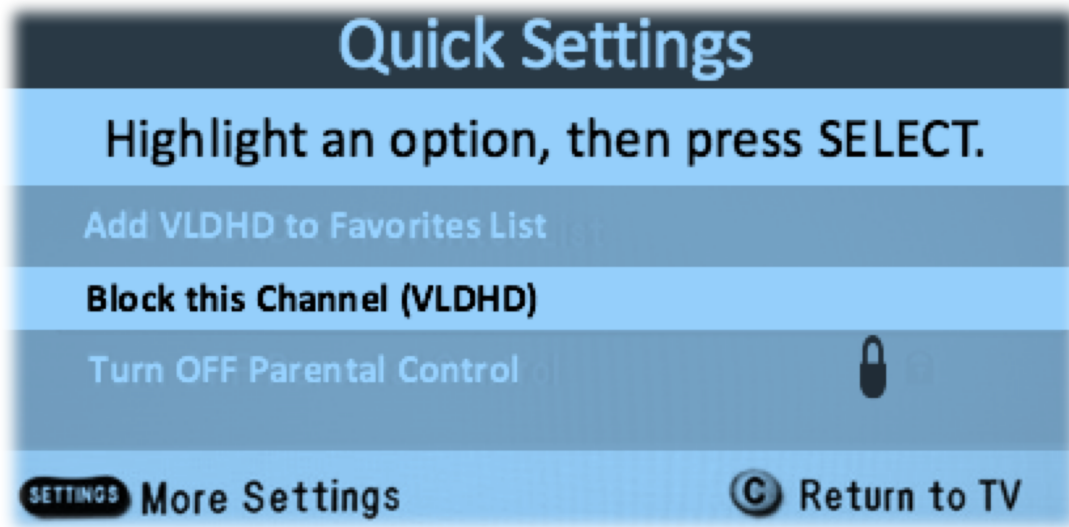 Quick Settings
Highlight an option, then press SELECT.
Add VLDHD to Favorites List
Block this Channel (VLDHD)
Turn OFF Parental Control
SETTINGS More Settings
C Return to TV